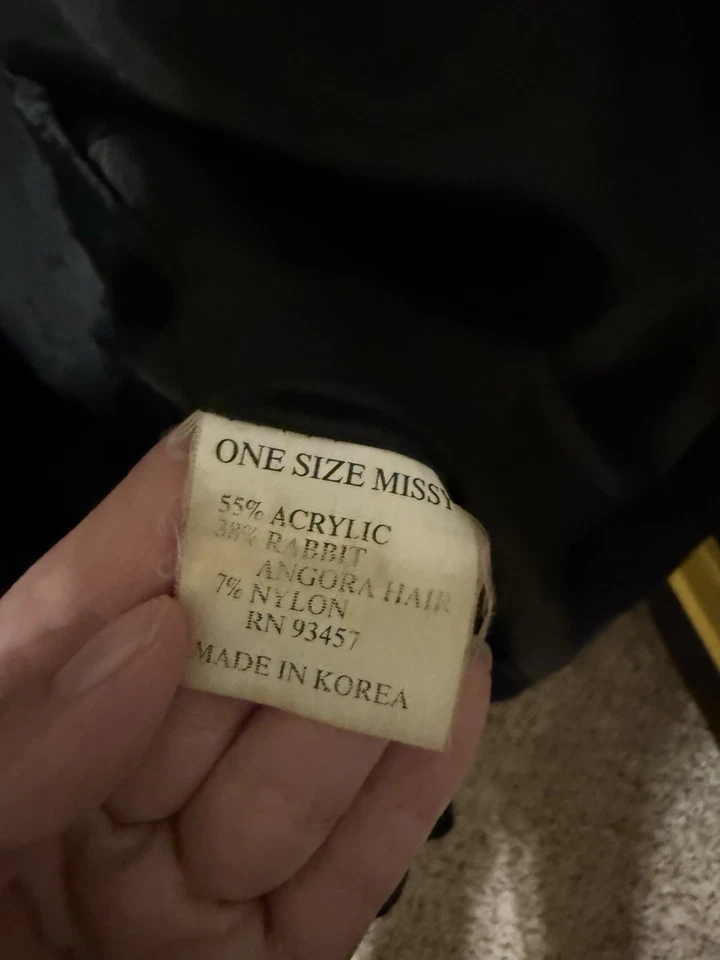 ONE SIZE MISSY
55% ACRYLIC
38% RABBIT
ANGORA HAIR
7% NYLON
RN 93457
MADE IN KOREA